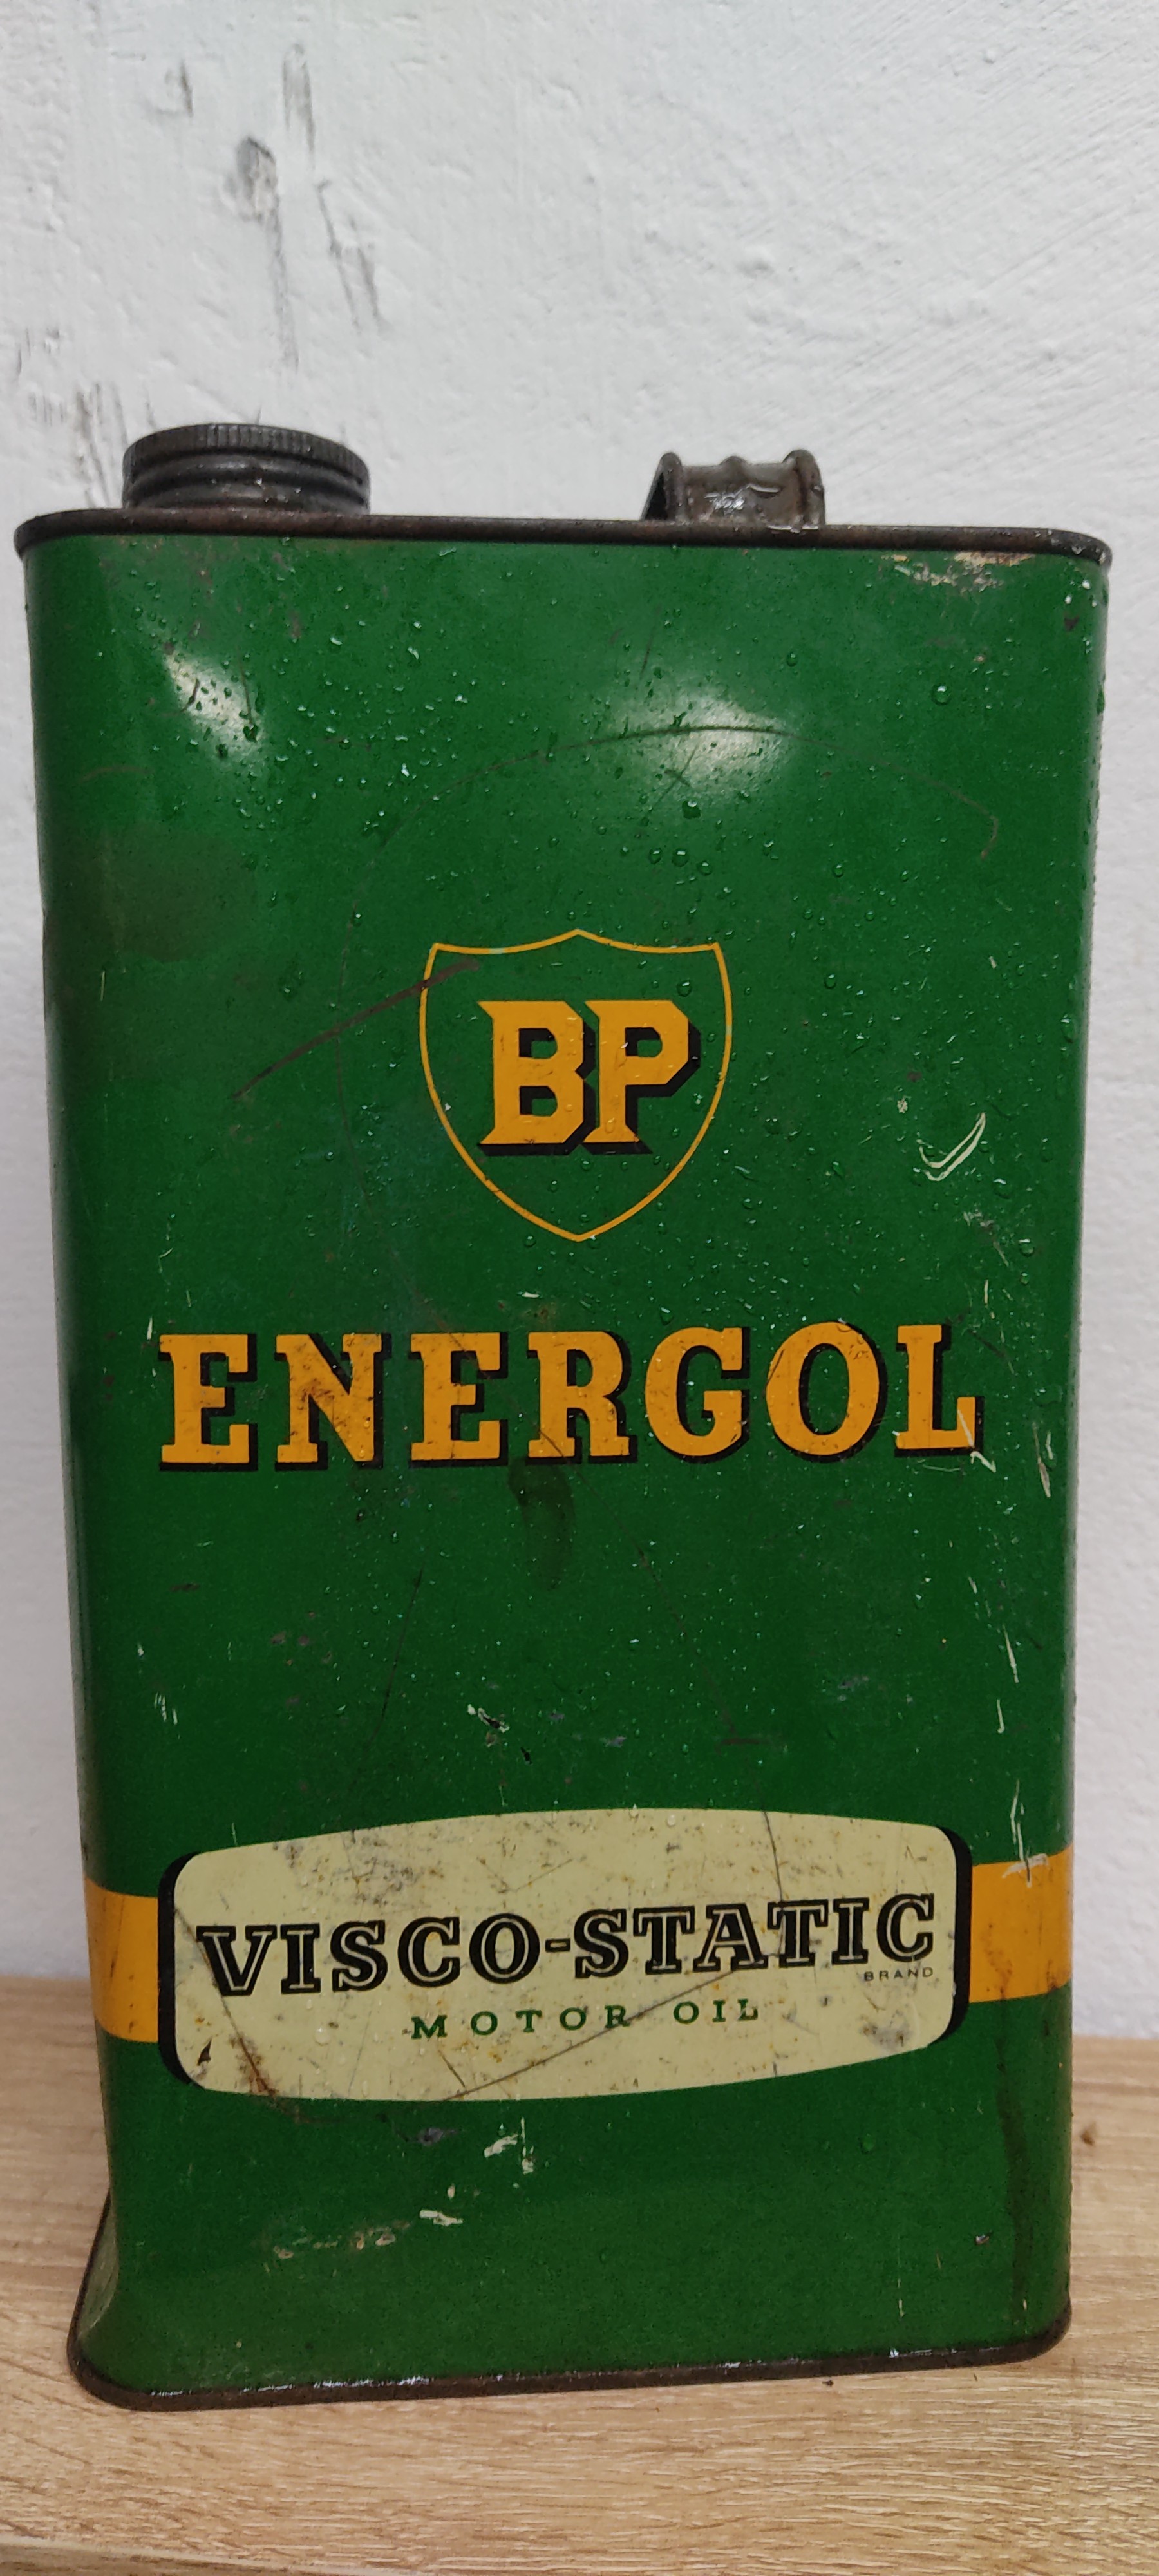 BP
ENERGOL
VISCO-STATIC
BRAND
MOTOR OIL